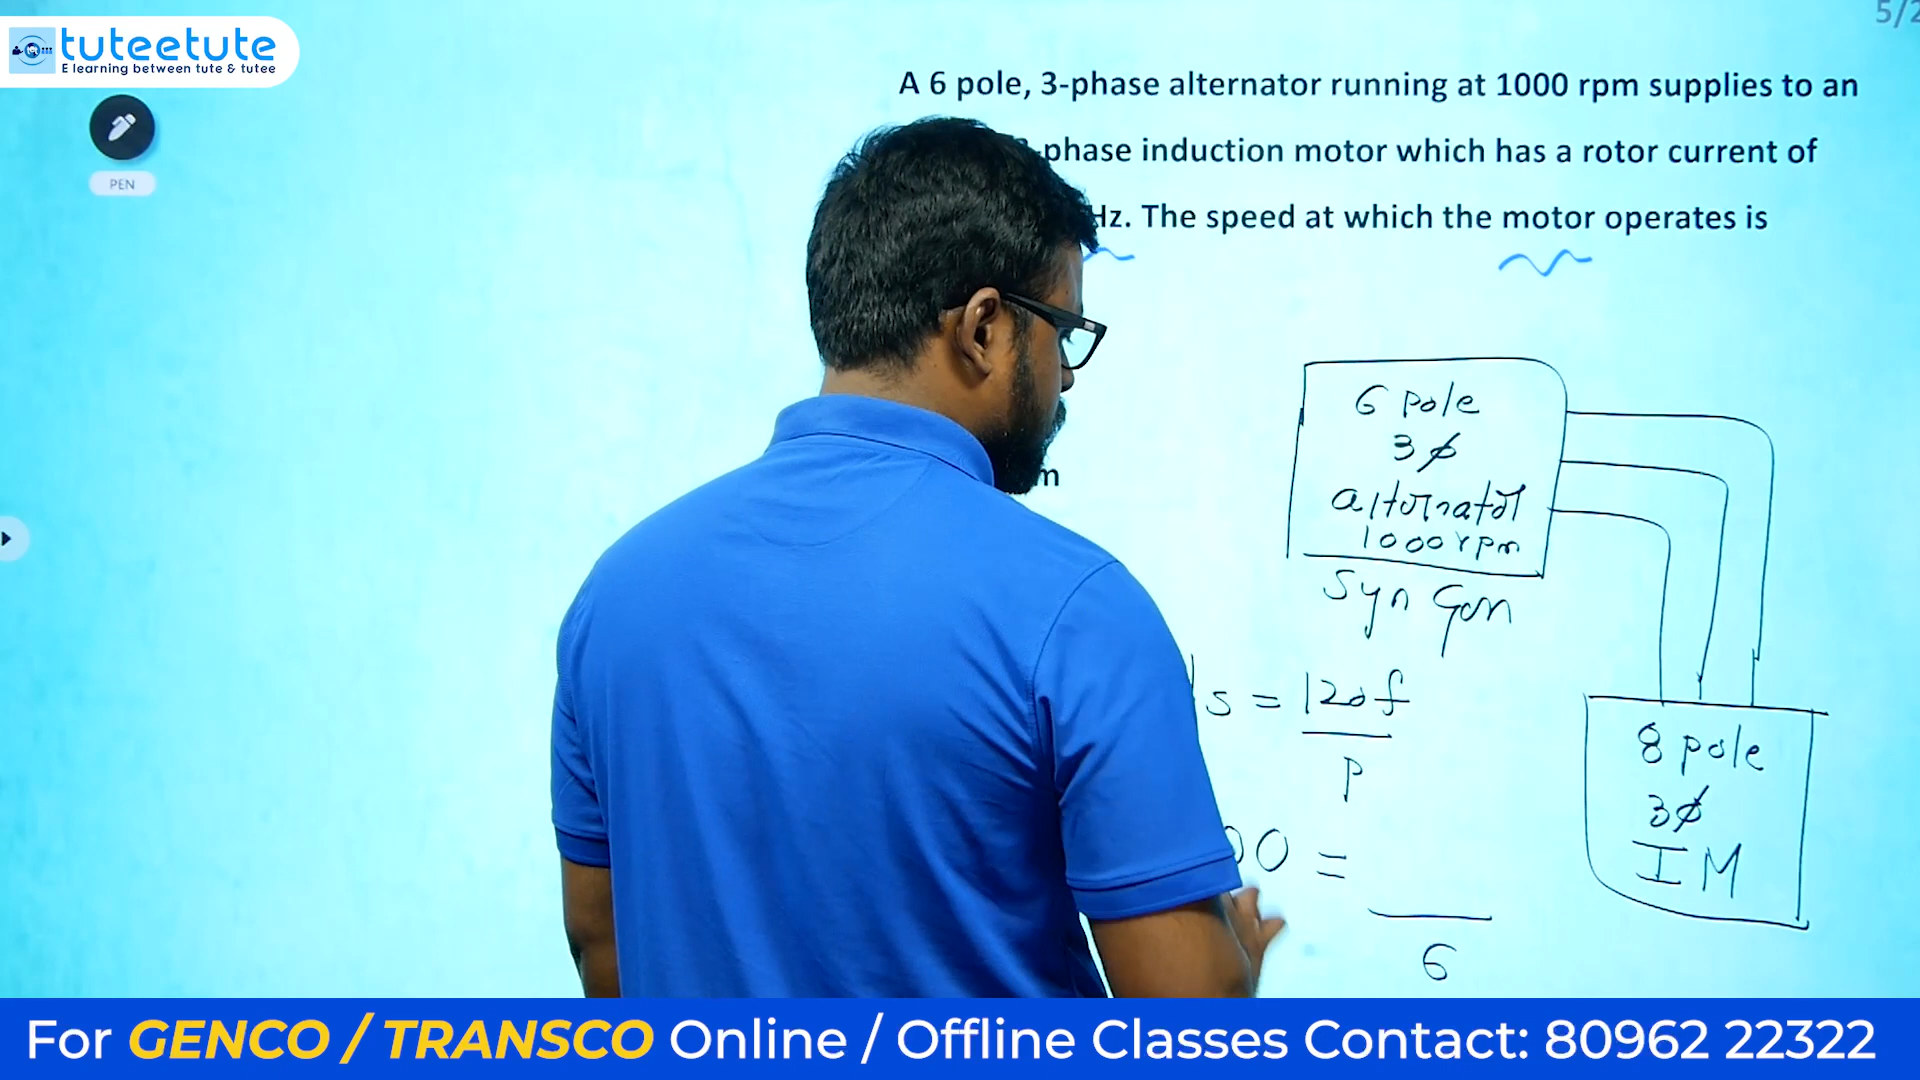 5/2
tuteetute
E learning between tute & tutee
PEN
A 6 pole, 3-phase alternator running at 1000 rpm supplies to an
-phase induction motor which has a rotor current of
Hz. The speed at which the motor operates is
m
6 pole
3ϕ
alternator
1000 rpm
Syn Gen
s = 120f
P
00 =
6
8 pole
3ϕ
IM
For GENCO / TRANSCO Online / Offline Classes Contact: 80962 22322